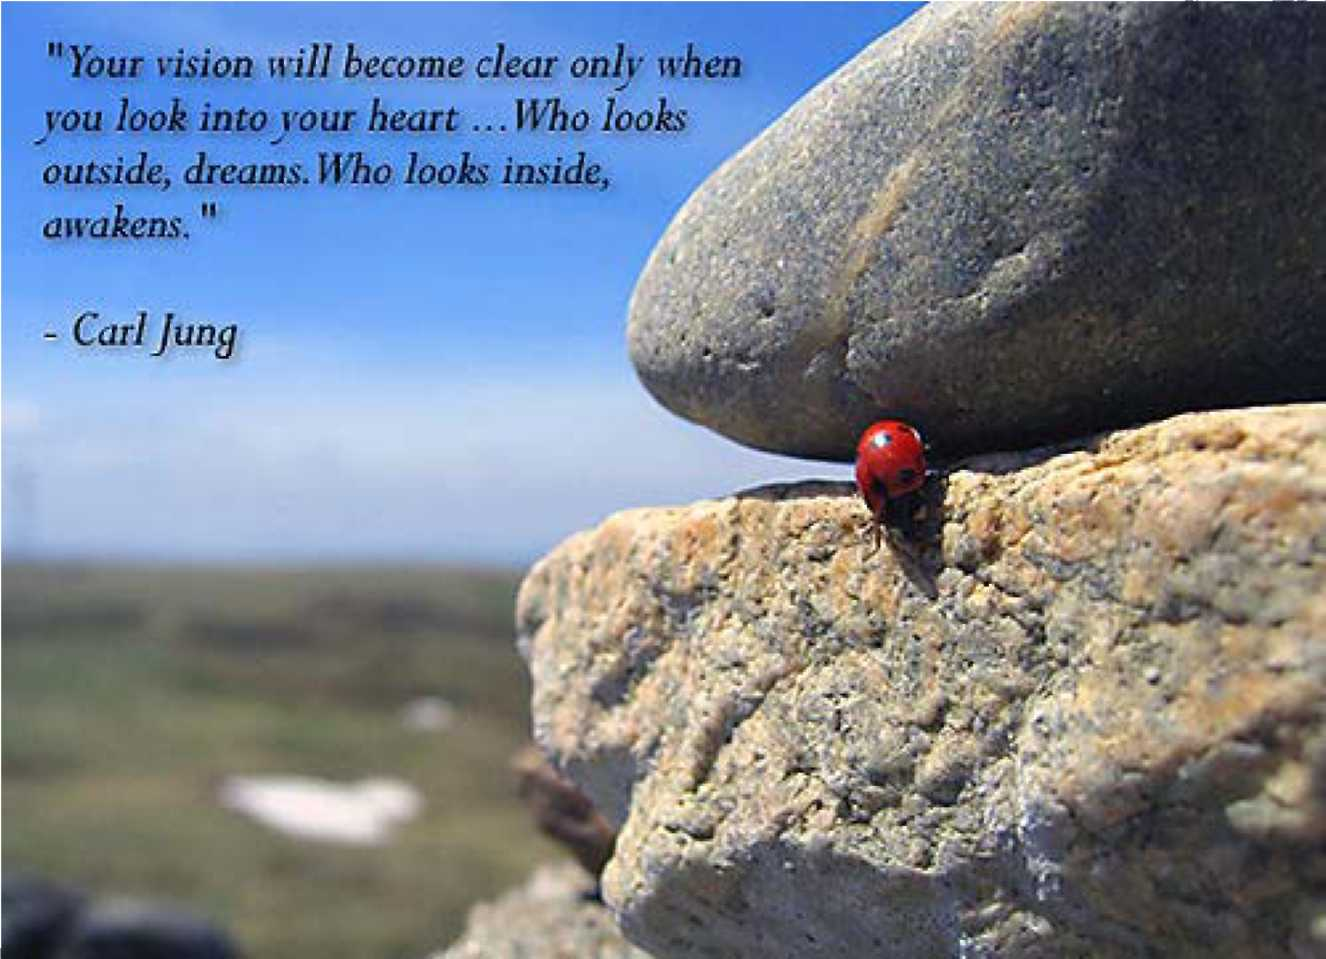 "Your vision will become clear only when
you look into your heart ...Who looks
outside, dreams.Who looks inside,
awakens."
- Carl Jung